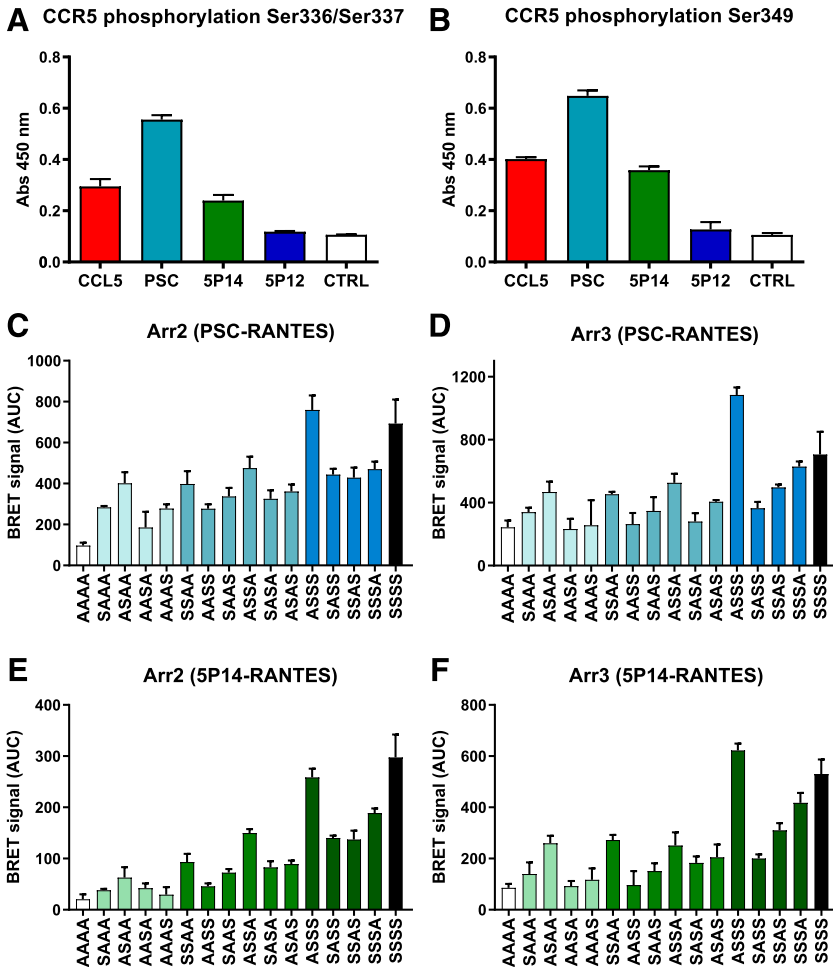 A CCR5 phosphorylation Ser336/Ser337
Abs 450 nm
0.8
0.6
0.4
0.2
0.0
CCL5 PSC 5P14 5P12 CTRL
B CCR5 phosphorylation Ser349
Abs 450 nm
0.8
0.6
0.4
0.2
0.0
CCL5 PSC 5P14 5P12 CTRL
C Arr2 (PSC-RANTES)
BRET signal (AUC)
1000
800
600
400
200
0
AAAA SAAA ASAA AASA AAAS SSAA AASS SAAS ASSA SASA ASAS ASSS SASS SSAS SSSA SSSS
D Arr3 (PSC-RANTES)
BRET signal (AUC)
1200
800
400
0
AAAA SAAA ASAA AASA AAAS SSAA AASS SAAS ASSA SASA ASAS ASSS SASS SSAS SSSA SSSS
E Arr2 (5P14-RANTES)
BRET signal (AUC)
400
300
200
100
0
AAAA SAAA ASAA AASA AAAS SSAA AASS SAAS ASSA SASA ASAS ASSS SASS SSAS SSSA SSSS
F Arr3 (5P14-RANTES)
BRET signal (AUC)
800
600
400
200
0
AAAA SAAA ASAA AASA AAAS SSAA AASS SAAS ASSA SASA ASAS ASSS SASS SSAS SSSA SSSS